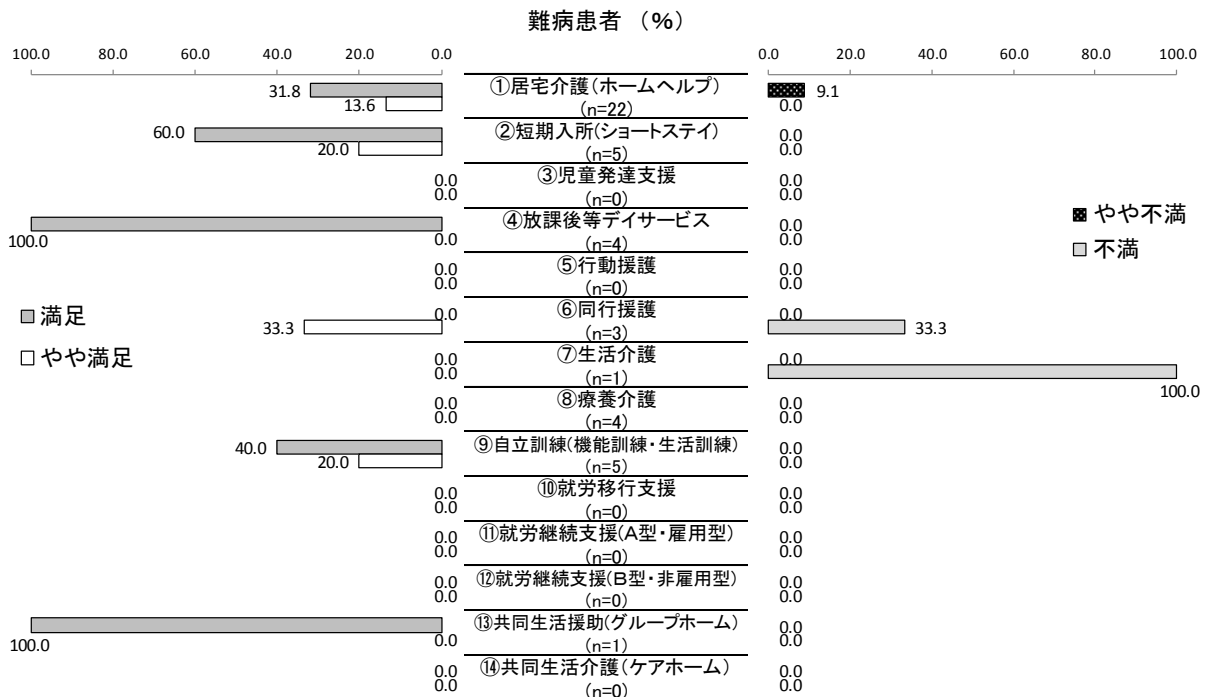 難病患者 （%）
100.0 80.0 60.0 40.0 20.0 0.0 0.0 20.0 40.0 60.0 80.0 100.0
31.8 ①居宅介護（ホームヘルプ） 9.1
13.6 (n=22) 0.0
60.0 ②短期入所（ショートステイ） 0.0
20.0 (n=5) 0.0
0.0 ③児童発達支援 0.0
0.0 (n=0) 0.0
100.0 ④放課後等デイサービス 0.0
0.0 (n=4) 0.0
0.0 ⑤行動援護 0.0
0.0 (n=0) 0.0
0.0 ⑥同行援護 0.0
33.3 (n=3) 33.3
0.0 ⑦生活介護 0.0
0.0 (n=1) 100.0
0.0 ⑧療養介護 0.0
0.0 (n=4) 0.0
40.0 ⑨自立訓練（機能訓練・生活訓練） 0.0
20.0 (n=5) 0.0
0.0 ⑩就労移行支援 0.0
0.0 (n=0) 0.0
0.0 ⑪就労継続支援（A型・雇用型） 0.0
0.0 (n=0) 0.0
0.0 ⑫就労継続支援（B型・非雇用型） 0.0
0.0 (n=0) 0.0
100.0 ⑬共同生活援助（グループホーム） 0.0
0.0 (n=1) 0.0
0.0 ⑭共同生活介護（ケアホーム） 0.0
0.0 (n=0) 0.0
満足
やや満足
やや不満
不満